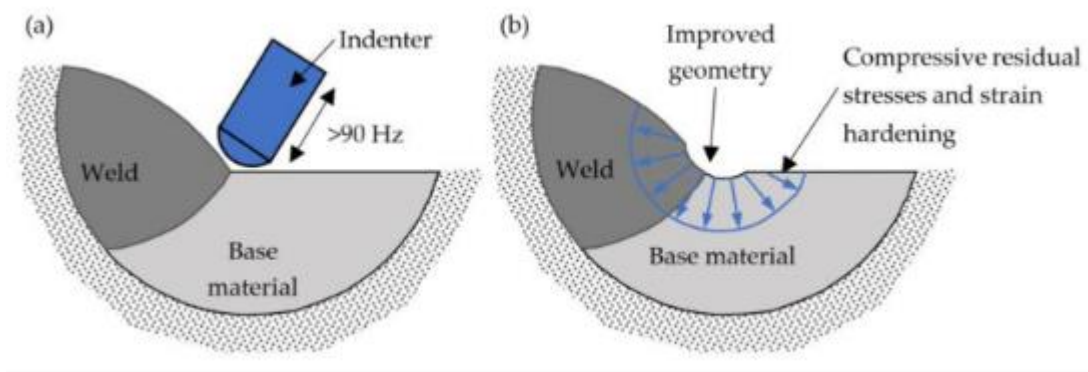 (a)
Indenter
>90 Hz
Weld
Base
material
(b)
Improved
geometry
Compressive residual
stresses and strain
hardening
Weld
Base material